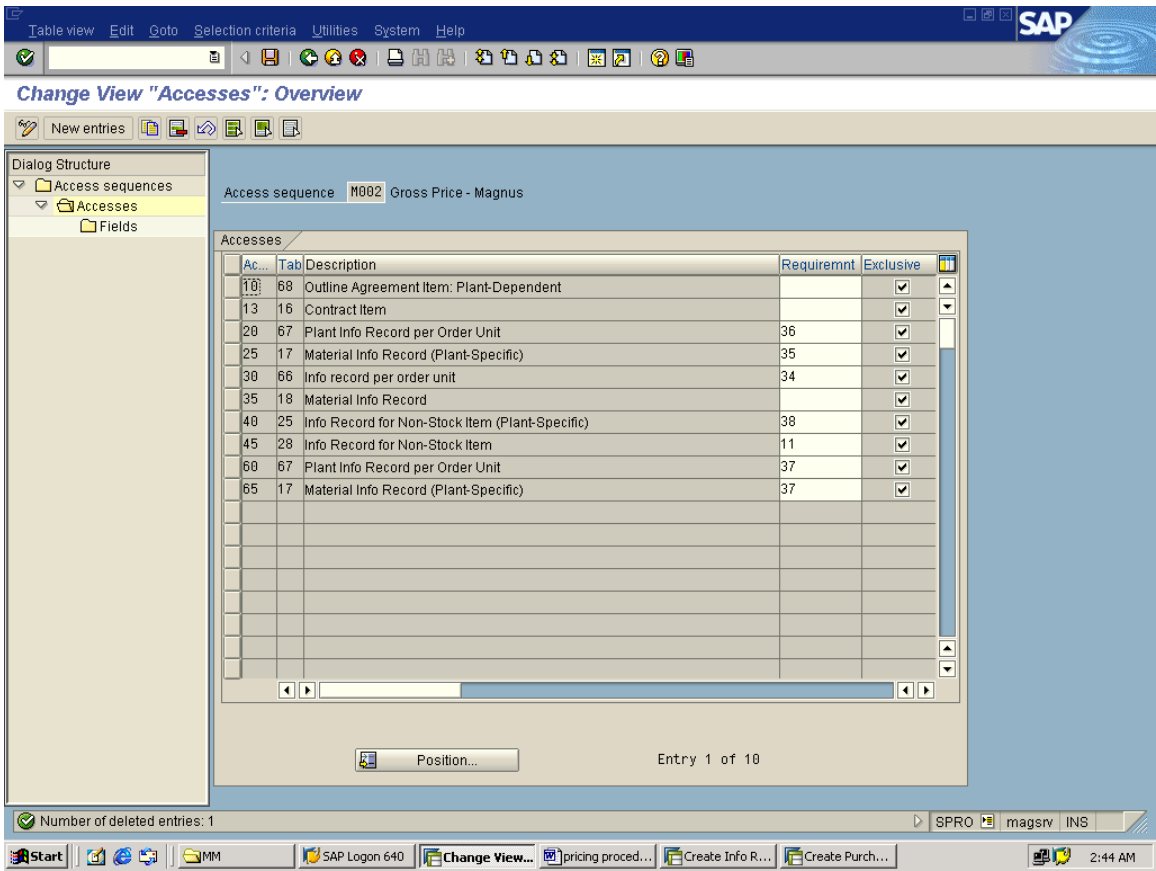 Table view Edit Goto Selection criteria Utilities System Help
SAP
Change View "Accesses": Overview
New entries
Dialog Structure
Access sequences
Accesses
Fields
Access sequence M002 Gross Price - Magnus
Accesses
Ac... Tab Description Requiremnt Exclusive
10 68 Outline Agreement Item: Plant-Dependent
13 16 Contract Item
20 67 Plant Info Record per Order Unit 36
25 17 Material Info Record (Plant-Specific) 35
30 66 Info record per order unit 34
35 18 Material Info Record
40 25 Info Record for Non-Stock Item (Plant-Specific) 38
45 28 Info Record for Non-Stock Item 11
60 67 Plant Info Record per Order Unit 37
65 17 Material Info Record (Plant-Specific) 37
Position... Entry 1 of 10
Number of deleted entries: 1 SPRO magsrv INS
Start MM SAP Logon 640 Change View... pricing proced... Create Info R... Create Purch... 2:44 AM